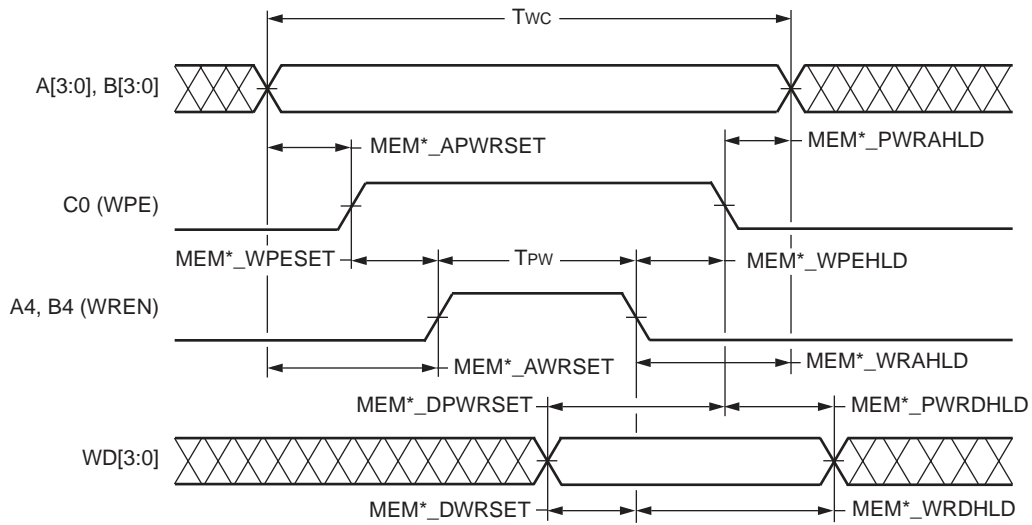 TWC
A[3:0], B[3:0]
MEM*_APWRSET
MEM*_PWRAHLD
C0 (WPE)
MEM*_WPESET
TPW
MEM*_WPEHLD
A4, B4 (WREN)
MEM*_AWRSET
MEM*_WRAHLD
MEM*_DPWRSET
MEM*_PWRDHLD
WD[3:0]
MEM*_DWRSET
MEM*_WRDHLD